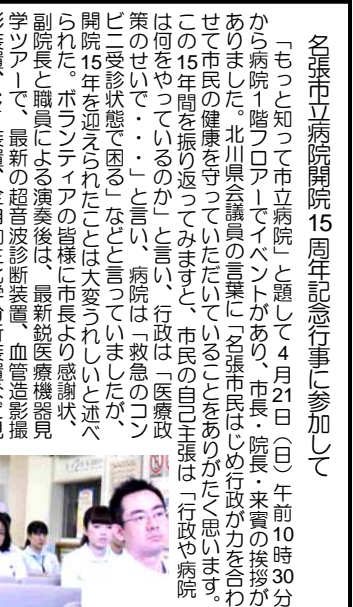 名張市立病院開院15周年記念行事に参加して
「もっと知って市立病院」と題して4月21日（日）午前10時30分
から病院1階フロアーでイベントがあり、市長・院長・来賓の挨拶が
ありました。北川県会議員の言葉に「名張市民はじめ行政が力を合わ
せて市民の健康を守っていただいていることをありがたく思います。
この15年間を振り返ってみますと、市民の自己主張は「行政や病院
は何をやっているのか」と言い、行政は「医療政
策のせいで・・・」と言い、病院は「救急のコン
ビニ受診状態で困る」などと言っていましたが、
開院15年を迎えられたことは大変うれしいと述べ
られた。ボランティアの皆様に市長より感謝状、
副院長と職員による演奏後は、最新鋭医療機器見
学ツアーで、最新の超音波診断装置、血管造影撮